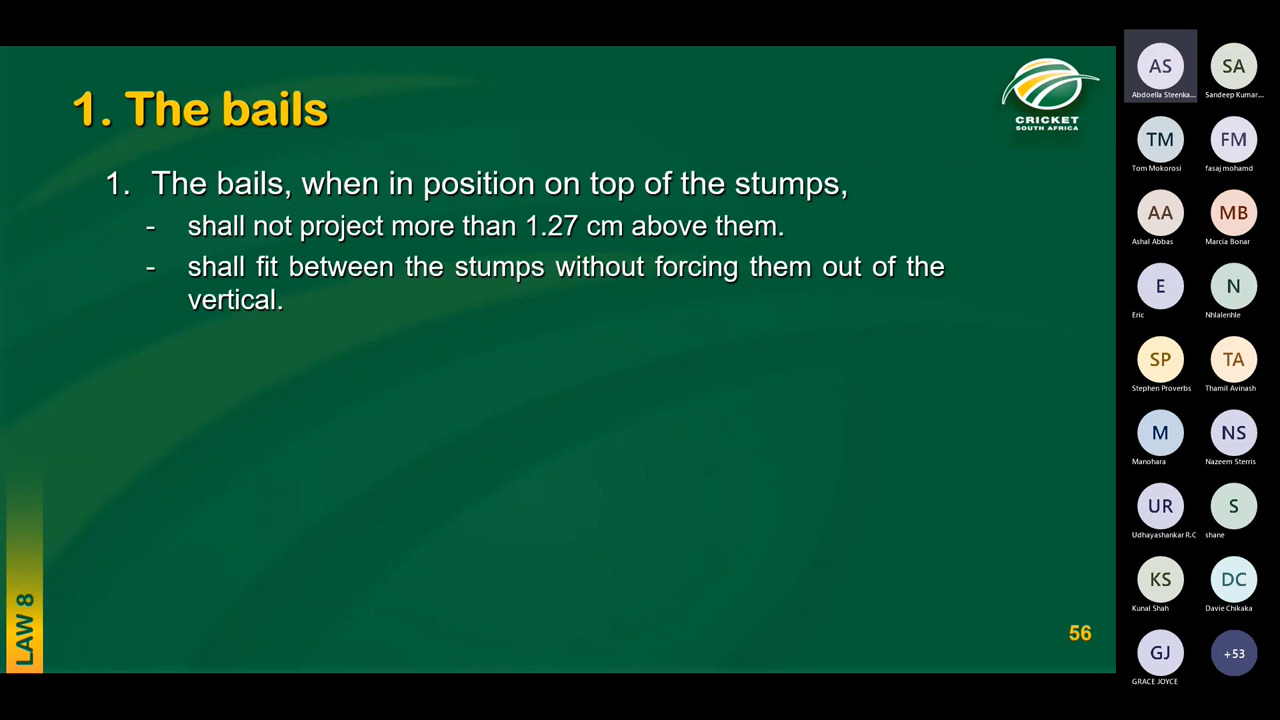 1. The bails
CRICKET
SOUTH AFRICA
1. The bails, when in position on top of the stumps,
- shall not project more than 1.27 cm above them.
- shall fit between the stumps without forcing them out of the
vertical.
LAW 8
56
AS
Abdoella Steenka...
SA
Sandeep Kumar...
TM
Tom Mokorosi
FM
fasaj mohamd
AA
Ashal Abbas
MB
Marcia Bonar
E
Eric
N
Nhlalenhle
SP
Stephen Proverbs
TA
Thamil Avinash
M
Manohara
NS
Nazeem Sterris
UR
Udhayashankar R.C
S
shane
KS
Kunal Shah
DC
Davie Chikaka
GJ
GRACE JOYCE
+53